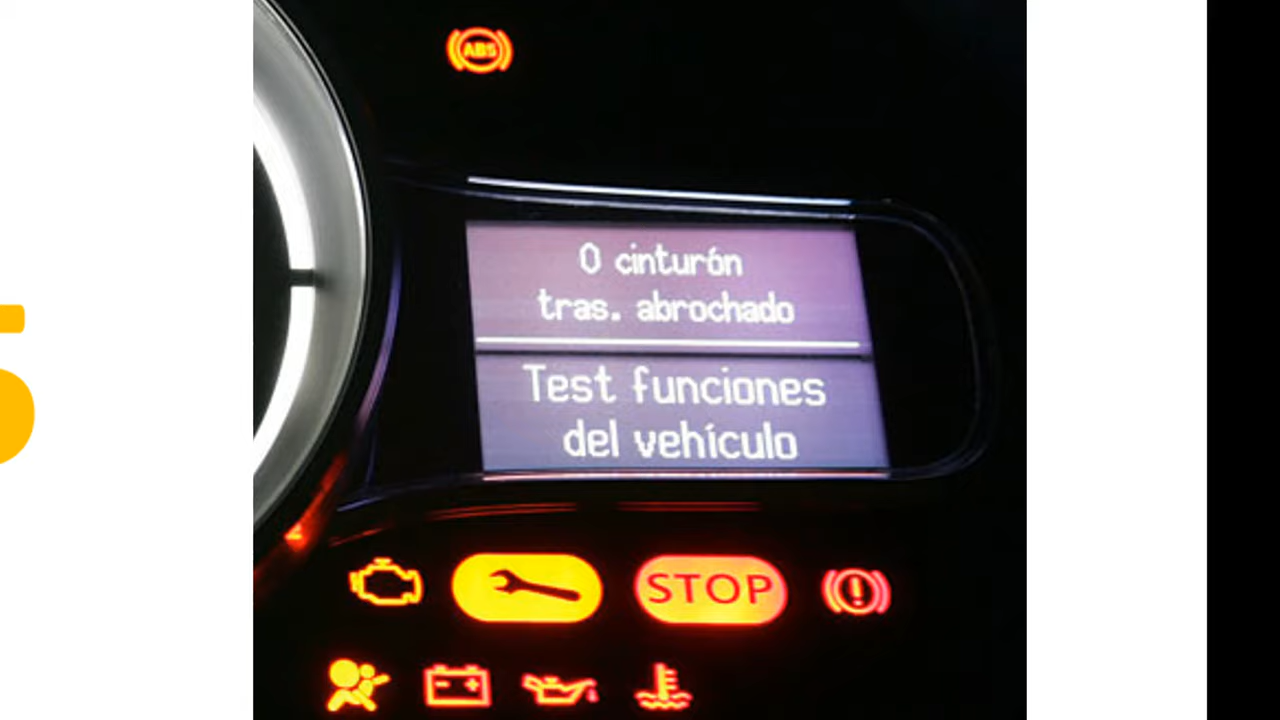 ABS
0 cinturón
tras. abrochado
Test funciones
del vehículo
STOP